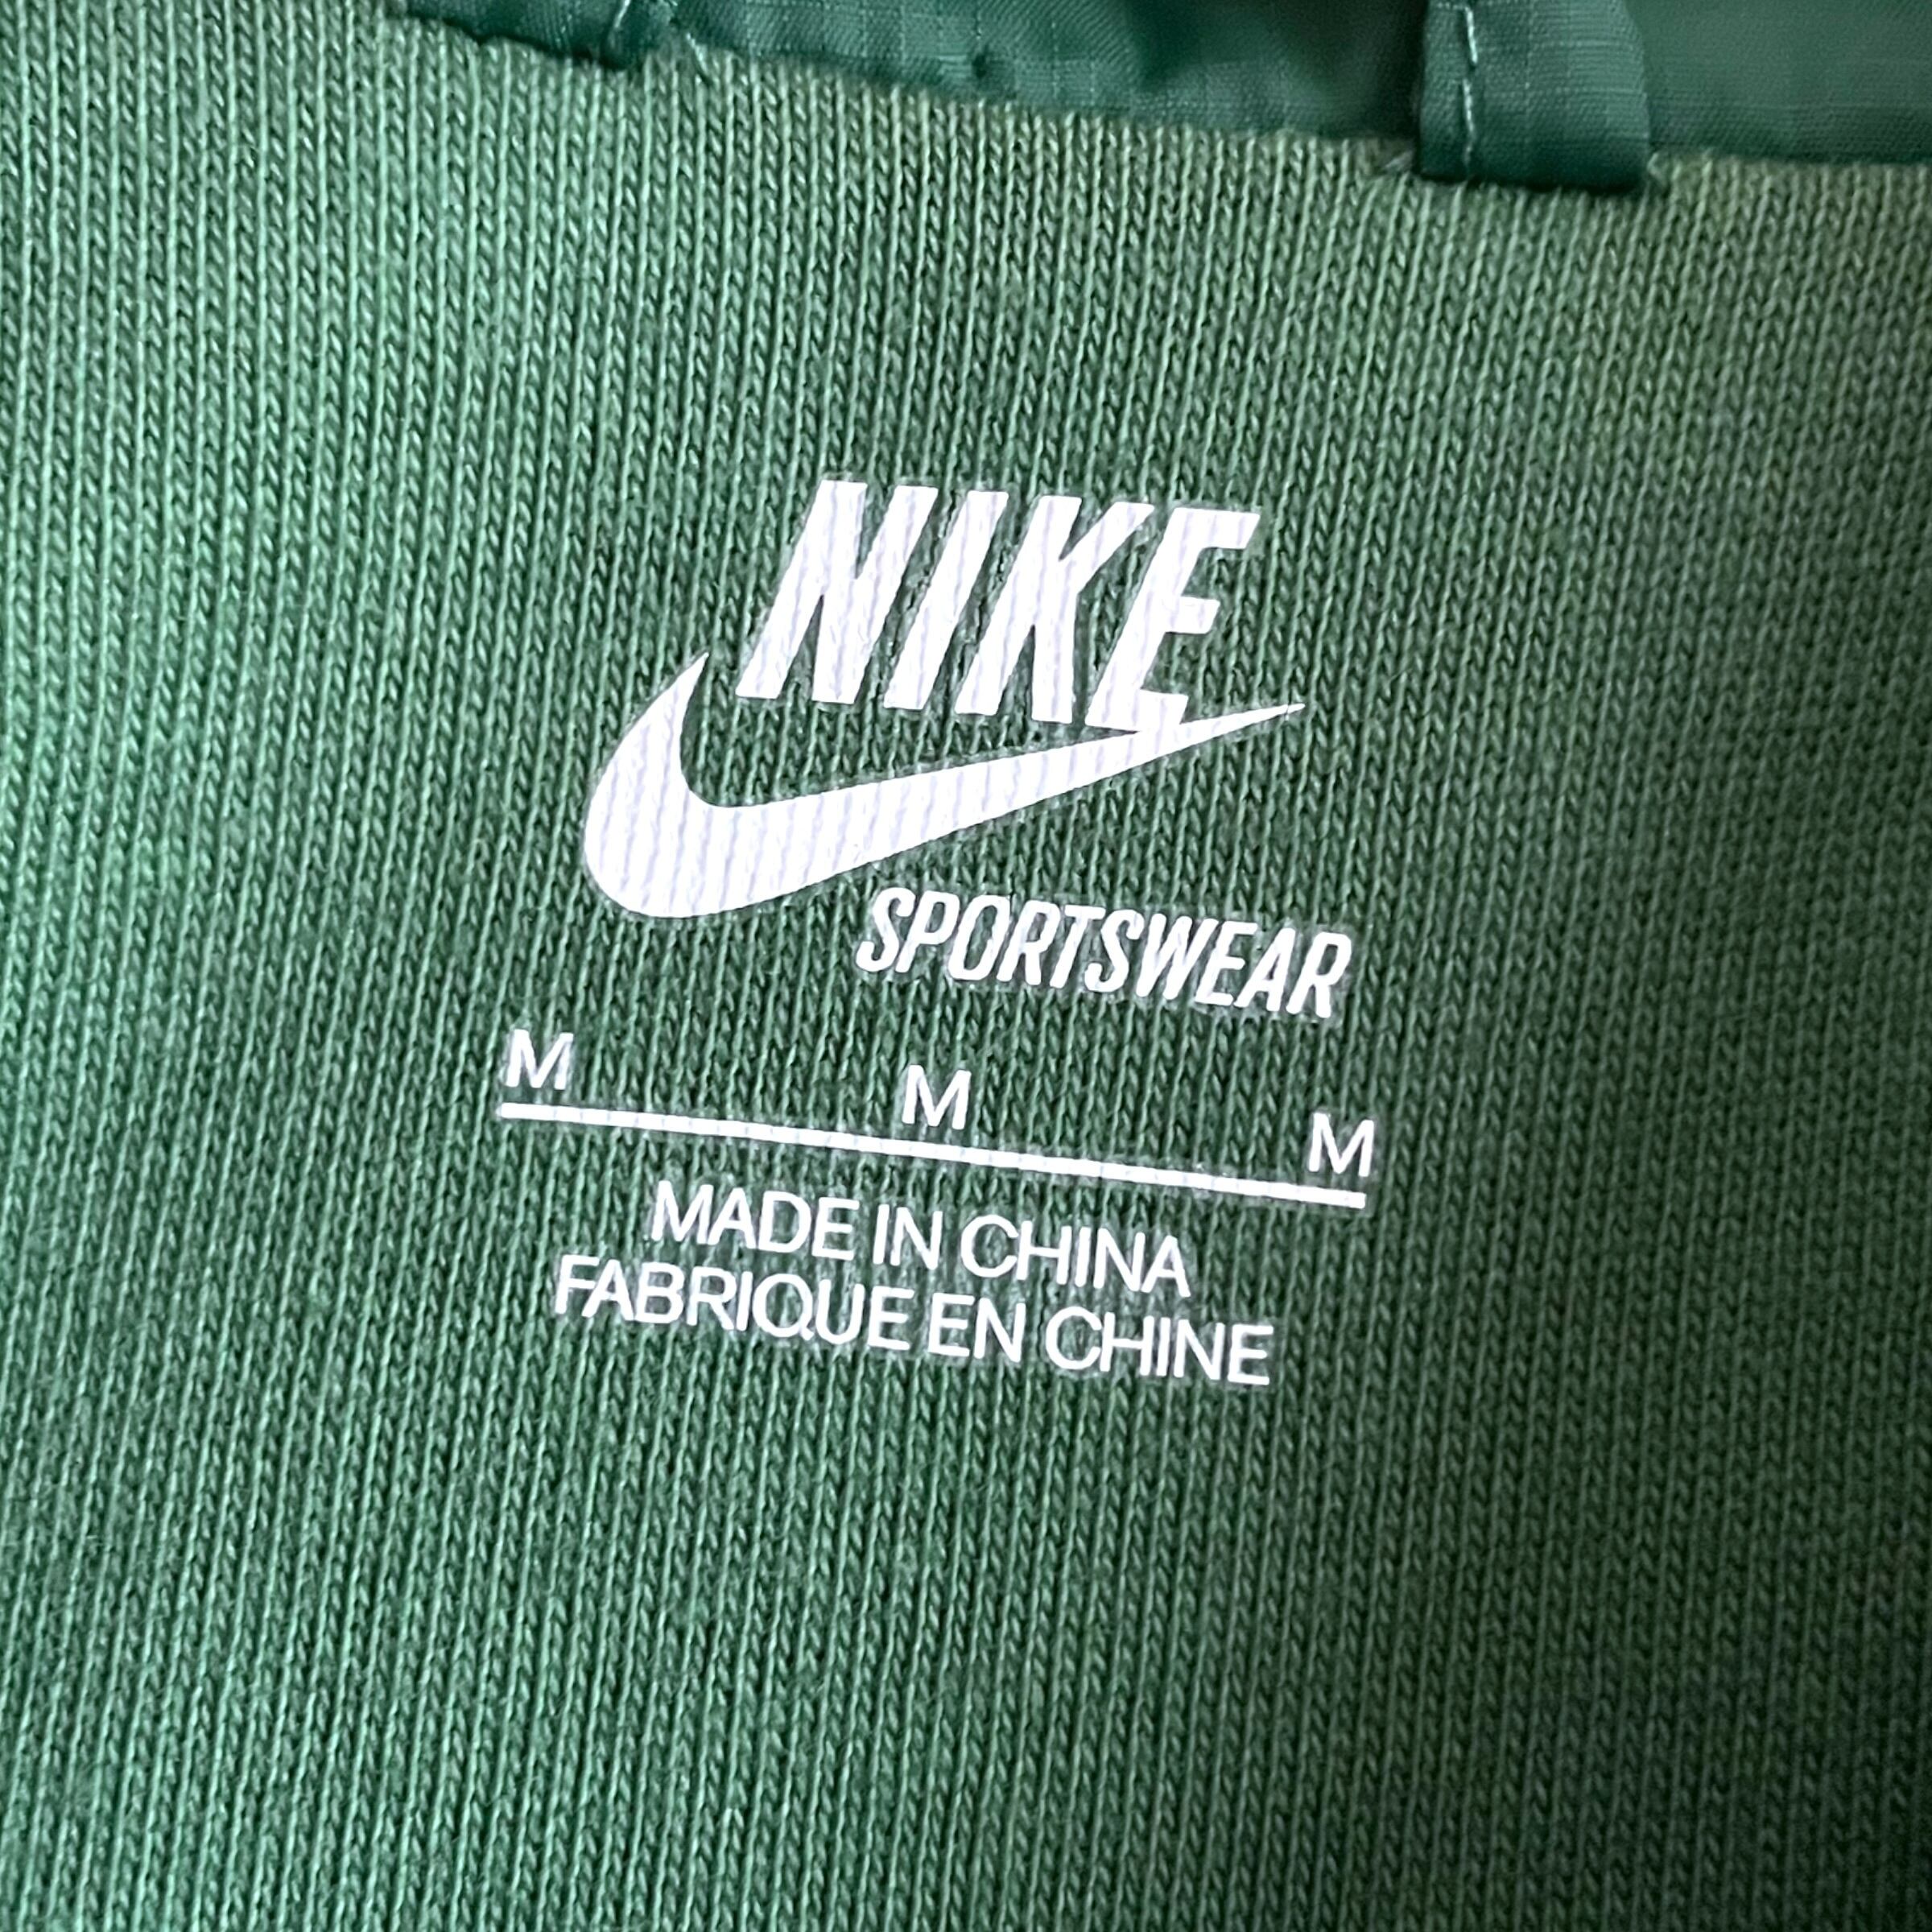 NIKE
SPORTSWEAR
M M M
MADE IN CHINA
FABRIQUE EN CHINE